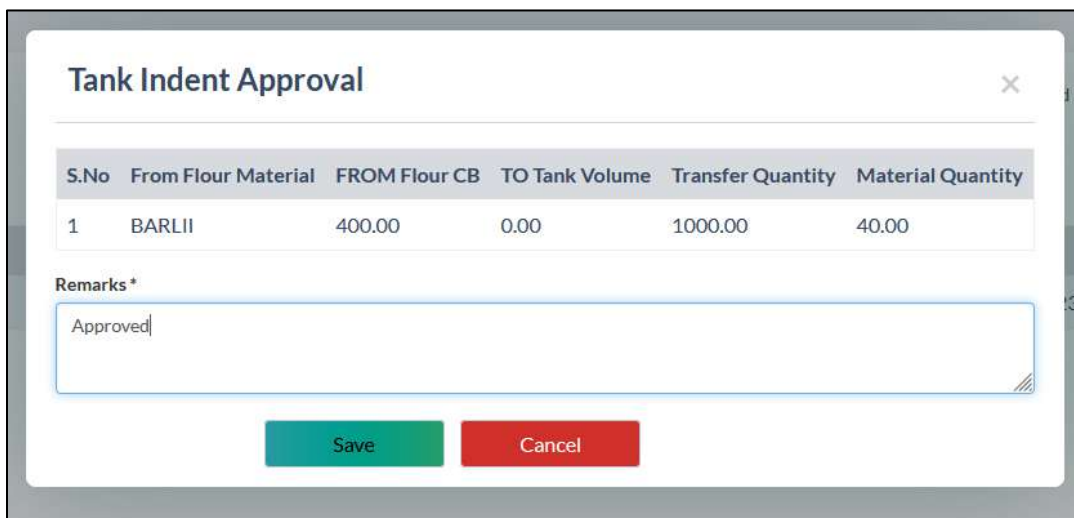 Tank Indent Approval
×
S.No From Flour Material FROM Flour CB TO Tank Volume Transfer Quantity Material Quantity
1 BARLII 400.00 0.00 1000.00 40.00
Remarks*
Approved
Save Cancel